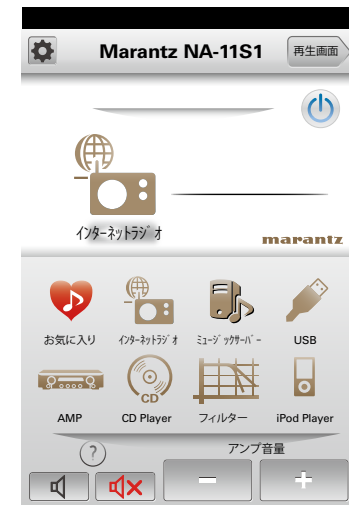 Marantz NA-11S1
再生画面
インターネットラジオ
marantz
お気に入り
インターネットラジオ
ミュージックサーバー
USB
CD
AMP
CD Player
フィルター
iPod Player
?
アンプ音量
− +